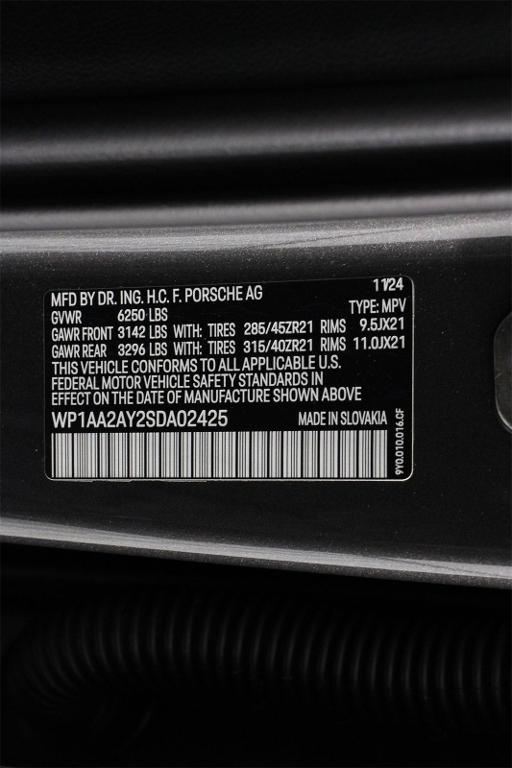 MFD BY DR. ING. H.C. F. PORSCHE AG 11/24
GVWR 6250 LBS TYPE: MPV
GAWR FRONT 3142 LBS WITH: TIRES 285/45ZR21 RIMS 9.5JX21
GAWR REAR 3296 LBS WITH: TIRES 315/40ZR21 RIMS 11.0JX21
THIS VEHICLE CONFORMS TO ALL APPLICABLE
FEDERAL MOTOR VEHICLE SAFETY STANDARDS IN
EFFECT ON THE DATE OF MANUFACTURE SHOWN ABOVE
WP1AA2AY2SDA02425 MADE IN SLOVAKIA
9Y0.010.016.CF